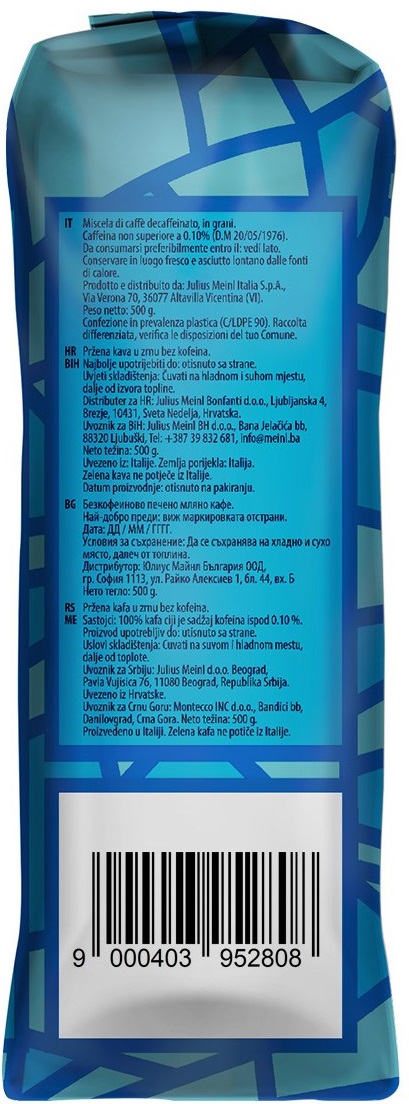 IT Miscela di caffè decaffeinato, in grani.
Caffeina non superiore a 0.10% (D.M 20/05/1976).
Da consumarsi preferibilmente entro il: vedi lato.
Conservare in luogo fresco e asciutto lontano dalle fonti
di calore.
Prodotto e distribuito da: Julius Meinl Italia S.p.A.,
Via Verona 70, 36077 Altavilla Vicentina (VI).
Peso netto: 500 g.
Confezione in prevalenza plastica (C/LDPE 90). Raccolta
differenziata, verifica le disposizioni del tuo Comune.
HR Pržena kava u zrnu bez kofeina.
BIH Najbolje upotrijebiti do: otisnuto sa strane.
Uvjeti skladištenja: Čuvati na hladnom i suhom mjestu,
dalje od izvora topline.
Distributer za HR: Julius Meinl Bonfanti d.o.o., Ljubljanska 4,
Brezje, 10431, Sveta Nedelja, Hrvatska.
Uvoznik za BiH: Julius Meinl BH d.o.o., Bana Jelačića bb,
88320 Ljubuški, Tel: +387 39 832 681, info@meinl.ba
Neto težina: 500 g.
Uvezeno iz: Italije. Zemlja porijekla: Italija.
Zelena kava ne potječe iz Italije.
Datum proizvodnje: otisnuto na pakiranju.
BG Безкофеиново печено мляно кафе.
Най-добро преди: виж маркировката отстрани.
Дата: ДД / ММ / ГГГГ.
Условия за съхранение: Да се съхранява на хладно и сухо
място, далеч от топлина.
Дистрибутор: Юлиус Майнл България ООД,
гр. София 1113, ул. Райко Алексиев 1, бл. 44, вх. Б
Нето тегло: 500 g.
RS Pržena kafa u zrnu bez kofeina.
ME Sastojci: 100% kafa ciji je sadžaj kofeina ispod 0.10 %.
Proizvod upotrebijiv do: utisnuto sa strane.
Uslovi skladištenja: Čuvati na suvom i hladnom mestu,
dalje od toplote.
Uvoznik za Srbiju: Julius Meinl d.o.o. Beograd,
Pavla Vujisica 76, 11080 Beograd, Republika Srbija.
Uvezeno iz Hrvatske.
Uvoznik za Crnu Goru: Montecco INC d.o.o., Bandići bb,
Danilovgrad, Crna Gora. Neto težina: 500 g.
Proizvedeno u Italiji. Zelena kafa ne potiče iz Italije.
9 000403 952808